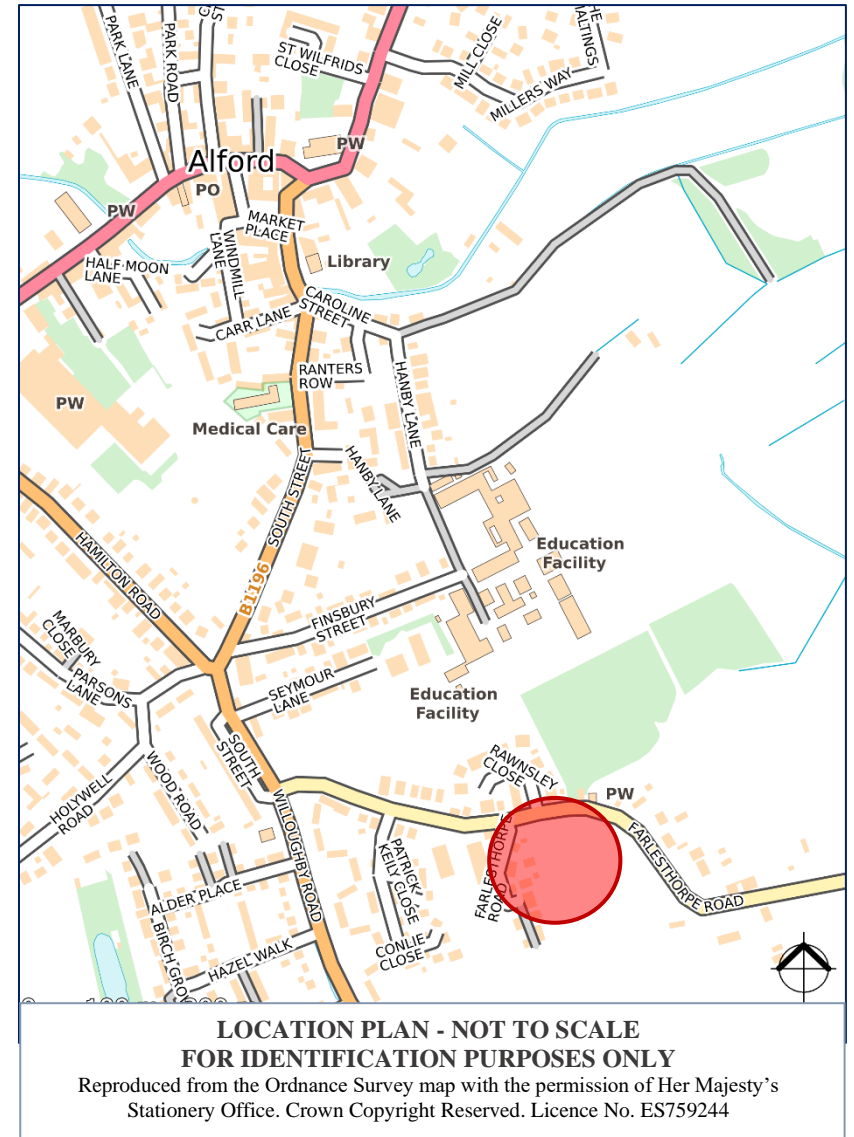 PARK LANE
PARK ROAD
ST WILFRIDS
CLOSE
MILL CLOSE
MILLERS WAY
THE
MALTINGS
PW
Alford
PO
PW
MARKET
PLACE
WINDMILL
LANE
HALF MOON
LANE
Library
CAROLINE
STREET
CARR LANE
RANTERS
ROW
HANBY LANE
PW
Medical Care
HANBY LANE
SOUTH STREET
B1196
HAMILTON ROAD
Education
Facility
FINSBURY
STREET
MARBURY
CLOSE
PARSONS
LANE
SEYMOUR
LANE
Education
Facility
SOUTH
STREET
WOOD ROAD
HOLYWELL
ROAD
RAWNSLEY
CLOSE
PW
FARLESTHORPE
ROAD
FARLESTHORPE ROAD
WILLOUGHBY ROAD
PATRICK
KEILY CLOSE
ALDER PLACE
BIRCH GRO
HAZEL WALK
CONLIE
CLOSE
LOCATION PLAN - NOT TO SCALE
FOR IDENTIFICATION PURPOSES ONLY
Reproduced from the Ordnance Survey map with the permission of Her Majesty's
Stationery Office. Crown Copyright Reserved. Licence No. ES759244